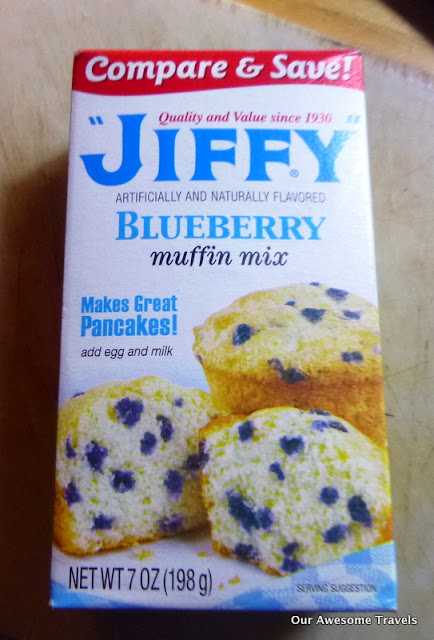 Compare & Save!
Quality and Value since 1930
"JIFFY"®
ARTIFICIALLY AND NATURALLY FLAVORED
BLUEBERRY
muffin mix
Makes Great
Pancakes!
add egg and milk
NET WT 7 OZ (198 g)
SERVING SUGGESTION
Our Awesome Travels